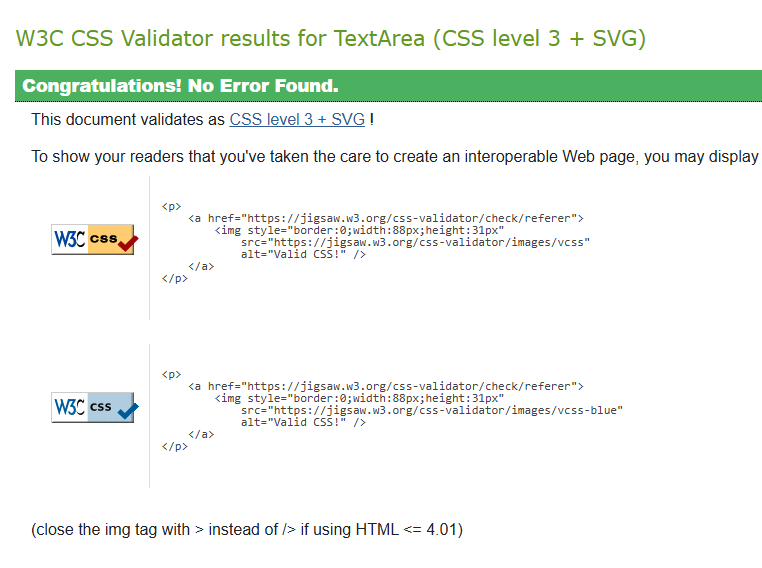 W3C CSS Validator results for TextArea (CSS level 3 + SVG)
Congratulations! No Error Found.
This document validates as CSS level 3 + SVG !
To show your readers that you've taken the care to create an interoperable Web page, you may display
W3C css
<p>
<a href="https://jigsaw.w3.org/css-validator/check/referer">
<img style="border:0;width:88px;height:31px"
src="https://jigsaw.w3.org/css-validator/images/vcss"
alt="Valid CSS!" />
</a>
</p>
W3C css
<p>
<a href="https://jigsaw.w3.org/css-validator/check/referer">
<img style="border:0;width:88px;height:31px"
src="https://jigsaw.w3.org/css-validator/images/vcss-blue"
alt="Valid CSS!" />
</a>
</p>
(close the img tag with > instead of /> if using HTML <= 4.01)